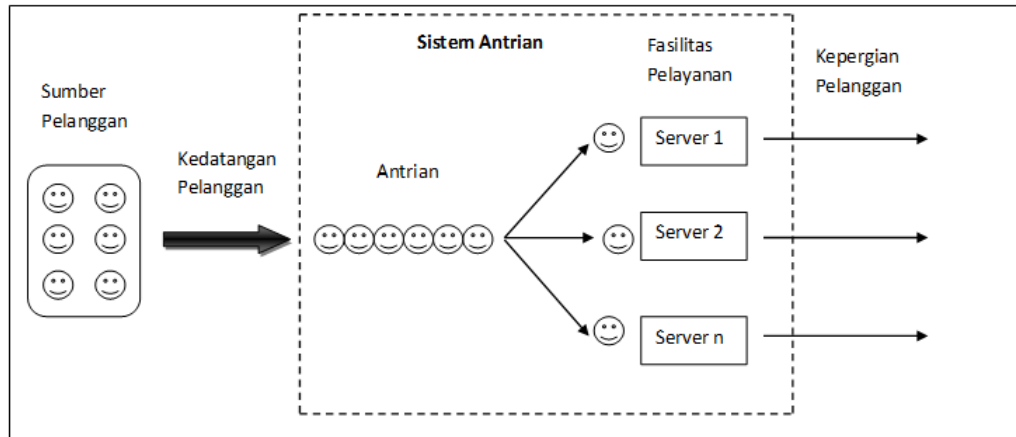 Sistem Antrian
Fasilitas
Pelayanan
Kepergian
Pelanggan
Sumber
Pelanggan
Kedatangan
Pelanggan
Antrian
Server 1
Server 2
Server n